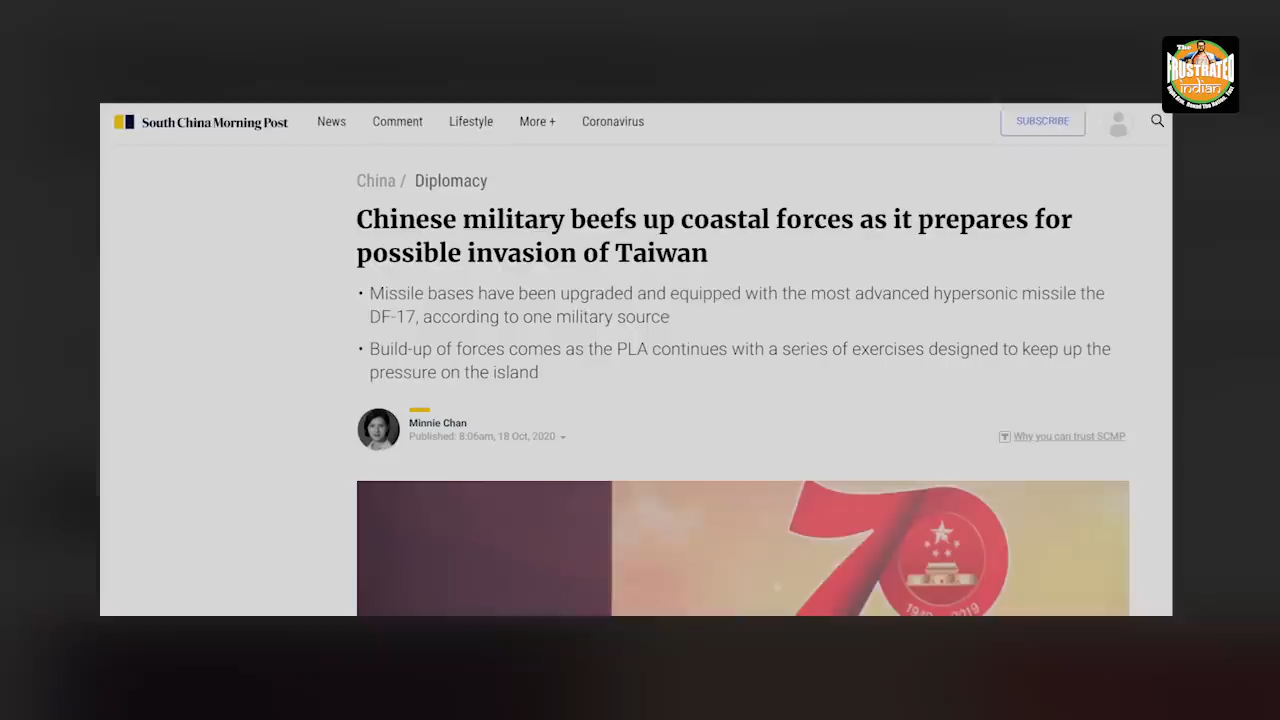 The
FRUSTRATED
indian
South China Morning Post
News
Comment
Lifestyle
More +
Coronavirus
SUBSCRIBE
China / Diplomacy
Chinese military beefs up coastal forces as it prepares for
possible invasion of Taiwan
• Missile bases have been upgraded and equipped with the most advanced hypersonic missile the
DF-17, according to one military source
• Build-up of forces comes as the PLA continues with a series of exercises designed to keep up the
pressure on the island
Minnie Chan
Published: 8.06am, 18 Oct, 2020
Why you can trust SCMP
70